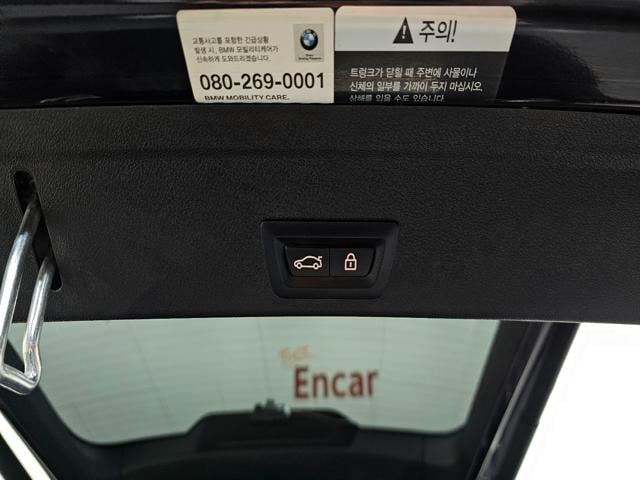 교통사고를 포함한 긴급상황
발생 시, BMW 모빌리티케어가
신속하게 도와드리겠습니다.
080-269-0001
BMW MOBILITY CARE.
주의!
트렁크가 닫힐 때 주변에 사물이나
신체의 일부를 가까이 두지 마십시오.
상해를 입을 수도 있습니다.
Encar